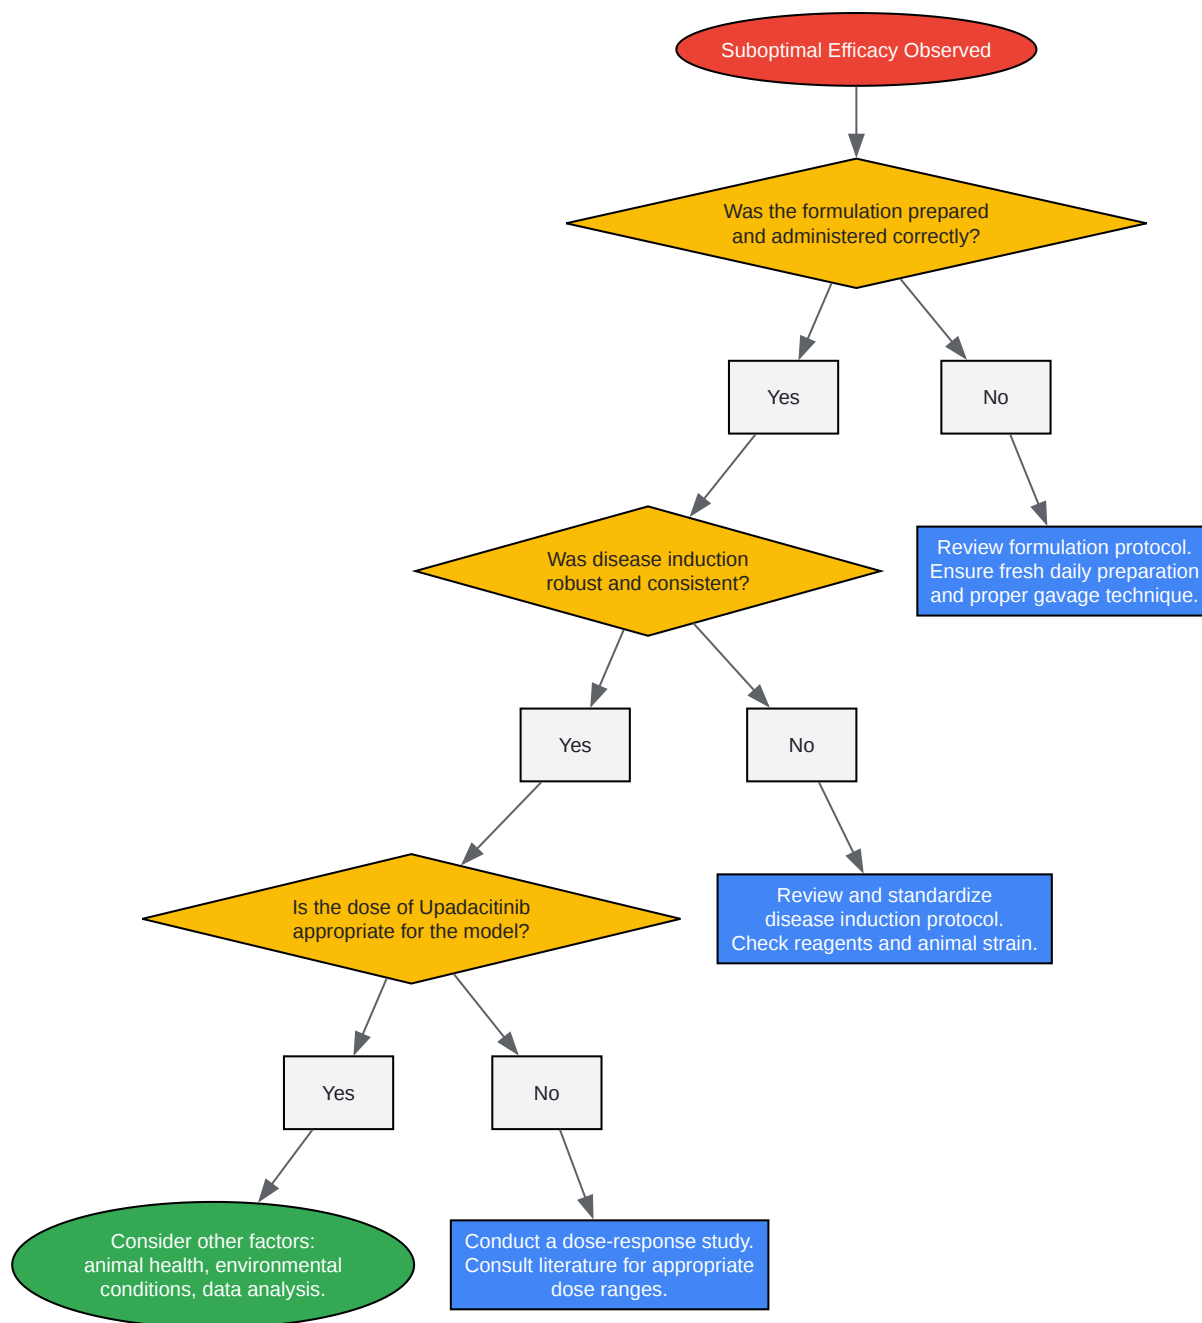 Suboptimal Efficacy Observed
Was the formulation prepared
and administered correctly?
Yes
No
Review formulation protocol.
Ensure fresh daily preparation
and proper gavage technique.
Was disease induction
robust and consistent?
Yes
No
Review and standardize
disease induction protocol.
Check reagents and animal strain.
Is the dose of Upadacitinib
appropriate for the model?
Yes
No
Consider other factors:
animal health, environmental
conditions, data analysis.
Conduct a dose-response study.
Consult literature for appropriate
dose ranges.